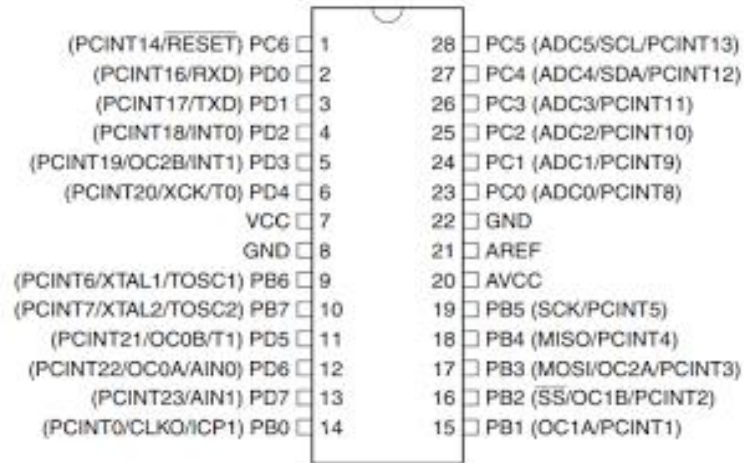 (PCINT14/RESET) PC6 1 28 PC5 (ADC5/SCL/PCINT13)
(PCINT16/RXD) PD0 2 27 PC4 (ADC4/SDA/PCINT12)
(PCINT17/TXD) PD1 3 26 PC3 (ADC3/PCINT11)
(PCINT18/INT0) PD2 4 25 PC2 (ADC2/PCINT10)
(PCINT19/OC2B/INT1) PD3 5 24 PC1 (ADC1/PCINT9)
(PCINT20/XCK/T0) PD4 6 23 PC0 (ADC0/PCINT8)
VCC 7 22 GND
GND 8 21 AREF
(PCINT6/XTAL1/TOSC1) PB6 9 20 AVCC
(PCINT7/XTAL2/TOSC2) PB7 10 19 PB5 (SCK/PCINT5)
(PCINT21/OC0B/T1) PD5 11 18 PB4 (MISO/PCINT4)
(PCINT22/OC0A/AIN0) PD6 12 17 PB3 (MOSI/OC2A/PCINT3)
(PCINT23/AIN1) PD7 13 16 PB2 (SS/OC1B/PCINT2)
(PCINT0/CLKO/ICP1) PB0 14 15 PB1 (OC1A/PCINT1)